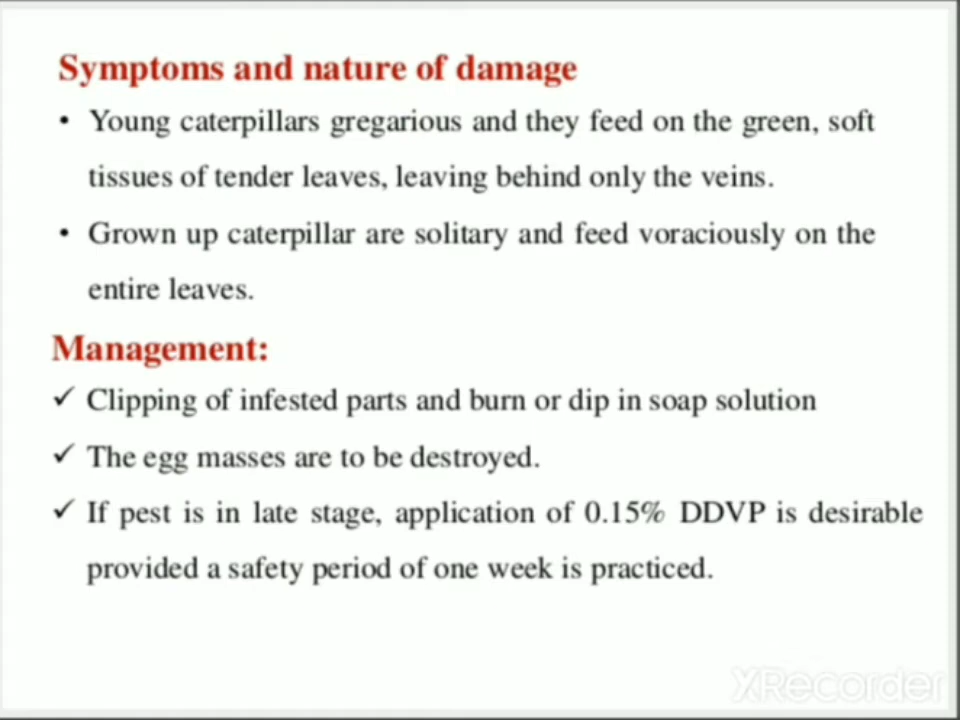 Symptoms and nature of damage
• Young caterpillars gregarious and they feed on the green, soft
tissues of tender leaves, leaving behind only the veins.
• Grown up caterpillar are solitary and feed voraciously on the
entire leaves.
Management:
✓ Clipping of infested parts and burn or dip in soap solution
✓ The egg masses are to be destroyed.
✓ If pest is in late stage, application of 0.15% DDVP is desirable
provided a safety period of one week is practiced.
XRecorder